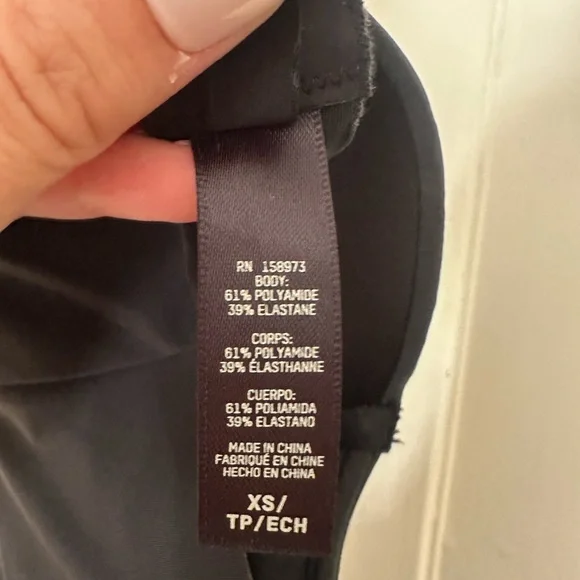 RN 158973
BODY:
61% POLYAMIDE
39% ELASTANE
CORPS:
61% POLYAMIDE
39% ÉLASTHANNE
CUERPO:
61% POLIAMIDA
39% ELASTANO
MADE IN CHINA
FABRIQUÉ EN CHINE
HECHO EN CHINA
XS/
TP/ECH